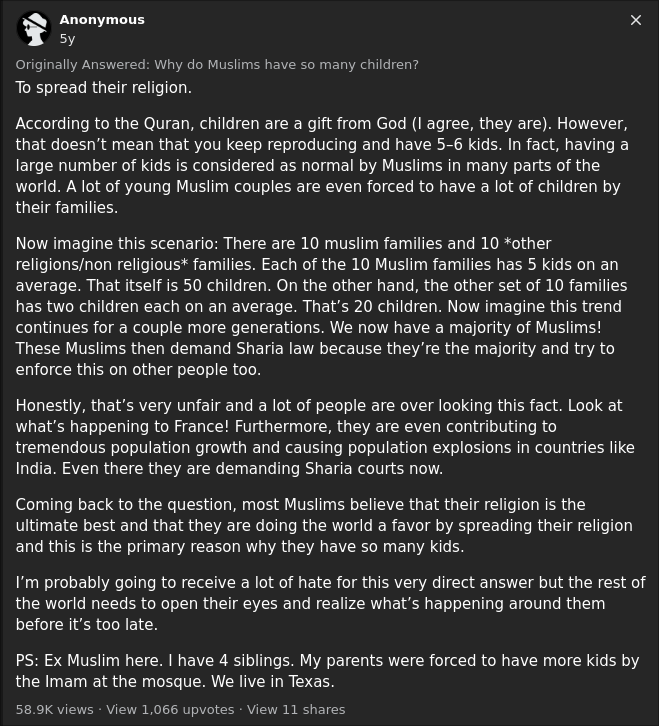 Anonymous
5y
Originally Answered: Why do Muslims have so many children?
To spread their religion.
According to the Quran, children are a gift from God (I agree, they are). However,
that doesn’t mean that you keep reproducing and have 5–6 kids. In fact, having a
large number of kids is considered as normal by Muslims in many parts of the
world. A lot of young Muslim couples are even forced to have a lot of children by
their families.
Now imagine this scenario: There are 10 muslim families and 10 *other
religions/non religious* families. Each of the 10 Muslim families has 5 kids on an
average. That itself is 50 children. On the other hand, the other set of 10 families
has two children each on an average. That’s 20 children. Now imagine this trend
continues for a couple more generations. We now have a majority of Muslims!
These Muslims then demand Sharia law because they’re the majority and try to
enforce this on other people too.
Honestly, that’s very unfair and a lot of people are over looking this fact. Look at
what’s happening to France! Furthermore, they are even contributing to
tremendous population growth and causing population explosions in countries like
India. Even there they are demanding Sharia courts now.
Coming back to the question, most Muslims believe that their religion is the
ultimate best and that they are doing the world a favor by spreading their religion
and this is the primary reason why they have so many kids.
I’m probably going to receive a lot of hate for this very direct answer but the rest of
the world needs to open their eyes and realize what’s happening around them
before it’s too late.
PS: Ex Muslim here. I have 4 siblings. My parents were forced to have more kids by
the Imam at the mosque. We live in Texas.
58.9K views · View 1,066 upvotes · View 11 shares